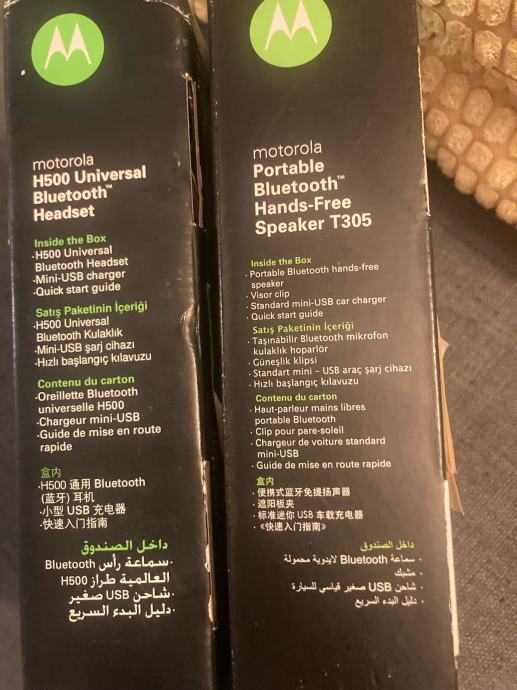 motorola
H500 Universal
Bluetooth™
Headset
Inside the Box
·H500 Universal
Bluetooth Headset
·Mini-USB charger
·Quick start guide
Satış Paketinin İçeriği
·H500 Universal
Bluetooth Kulaklık
·Mini-USB şarj cihazı
·Hızlı başlangıç kılavuzu
Contenu du carton
·Oreillette Bluetooth
universelle H500
·Chargeur mini-USB
·Guide de mise en route
rapide
盒内
·H500 通用 Bluetooth
(蓝牙) 耳机
·小型 USB 充电器
·快速入门指南
داخل الصندوق
·سماعة رأس Bluetooth
العالمية طراز H500
·شاحن USB صغير
·دليل البدء السريع
motorola
Portable
Bluetooth™
Hands-Free
Speaker T305
Inside the Box
· Portable Bluetooth hands-free
speaker
· Visor clip
· Standard mini-USB car charger
· Quick start guide
Satış Paketinin İçeriği
· Taşınabilir Bluetooth mikrofon
kulaklık hoparlör
· Güneşlik klipsi
· Standart mini - USB araç şarj cihazı
· Hızlı başlangıç kılavuzu
Contenu du carton
· Haut-parleur mains libres
portable Bluetooth
· Clip pour pare-soleil
· Chargeur de voiture standard
mini-USB
· Guide de mise en route rapide
盒内
· 便携式蓝牙免提扬声器
· 遮阳板夹
· 标准迷你 USB 车载充电器
· 《快速入门指南》
داخل الصندوق
· سماعة Bluetooth لايدوية محمولة
· مشبك
· شاحن USB صغير قياسي للسيارة
· دليل البدء السريع